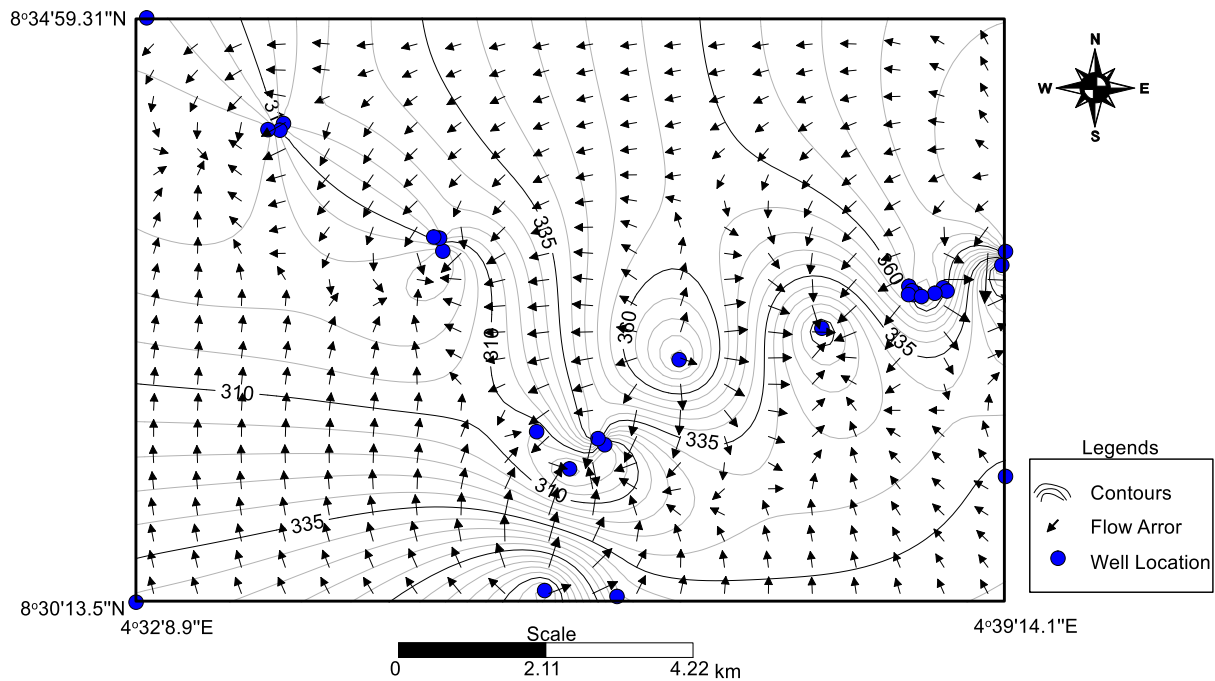 8°34'59.31"N
N
W
E
S
31
335
360
360
310
335
310
335
310
335
Legends
Contours
Flow Arror
Well Location
8°30'13.5"N
4°32'8.9"E
4°39'14.1"E
Scale
0
2.11
4.22 km